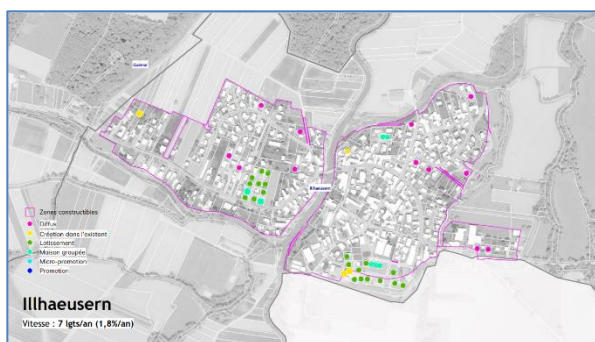 Guémar
Illhaeusern
Zones constructibles
Diffus
Création dans l'existant
Lotissement
Maison groupée
Micro-promotion
Promotion
Illhaeusern
Vitesse : 7 lgts/an (1,8%/an)